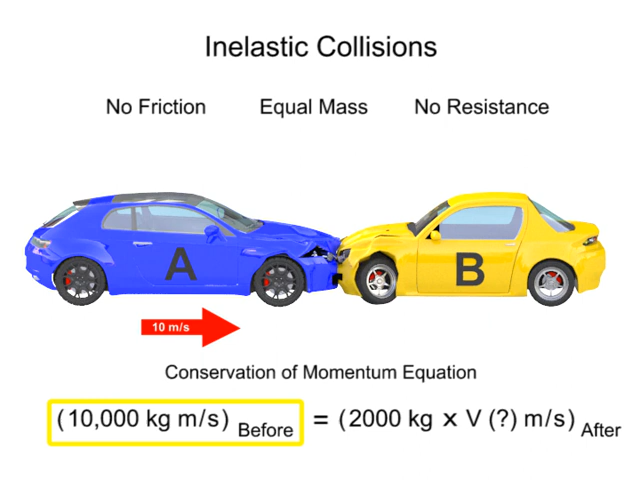 Inelastic Collisions
No Friction Equal Mass No Resistance
A B
10 m/s
Conservation of Momentum Equation
(10,000 kg m/s) Before = (2000 kg x V (?) m/s) After